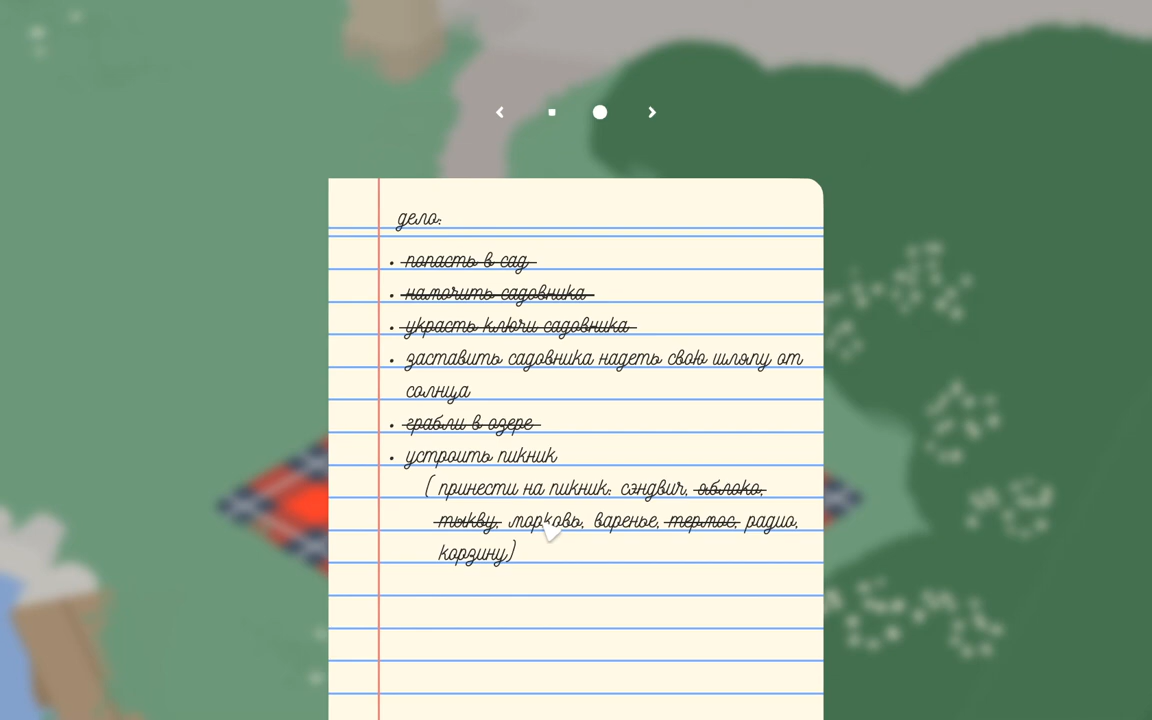 дело:
• попасть в сад
• намочить садовника
• украсть ключи садовника
• заставить садовника надеть свою шляпу от
солнца
• грабли в озере
• устроить пикник
(принести на пикник: сэндвич, яблоко,
тыкву, морковь, варенье, термос, радио,
корзину)